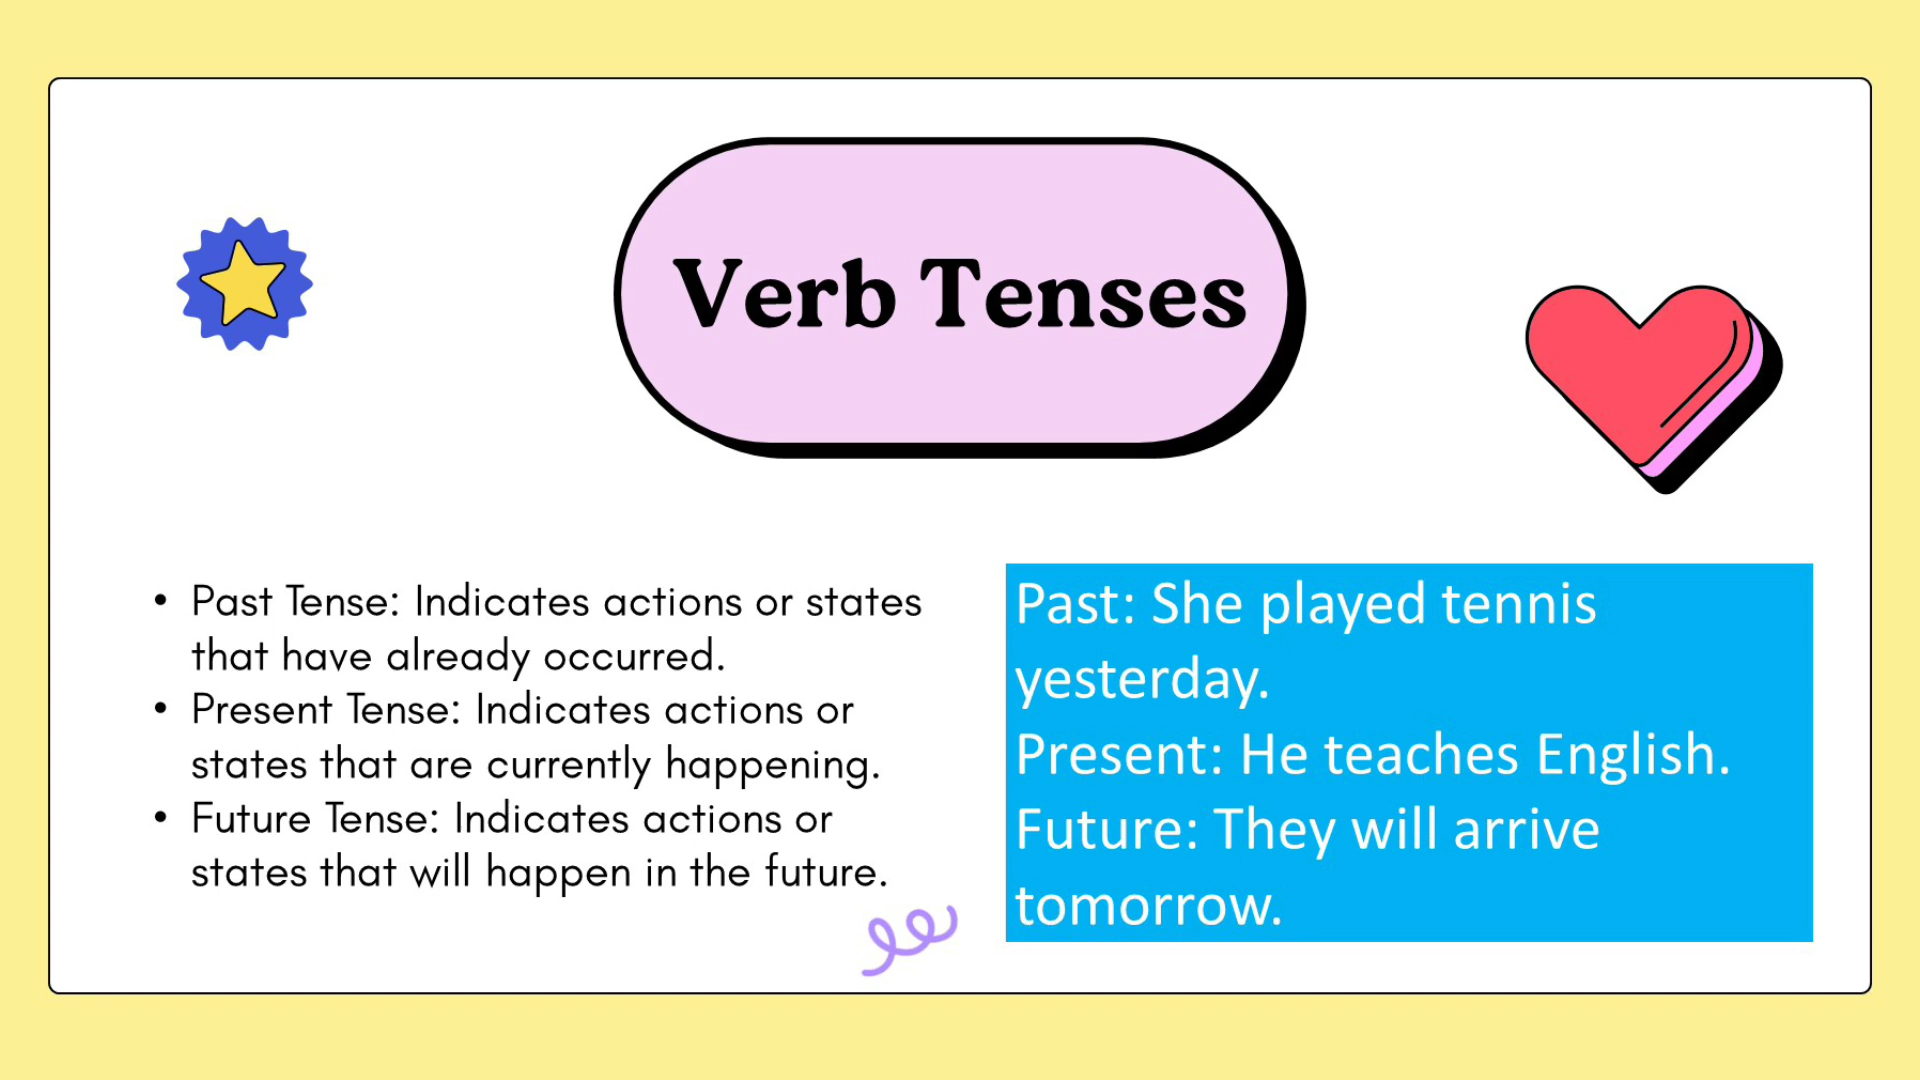 Verb Tenses
• Past Tense: Indicates actions or states
that have already occurred.
• Present Tense: Indicates actions or
states that are currently happening.
• Future Tense: Indicates actions or
states that will happen in the future.
Past: She played tennis
yesterday.
Present: He teaches English.
Future: They will arrive
tomorrow.